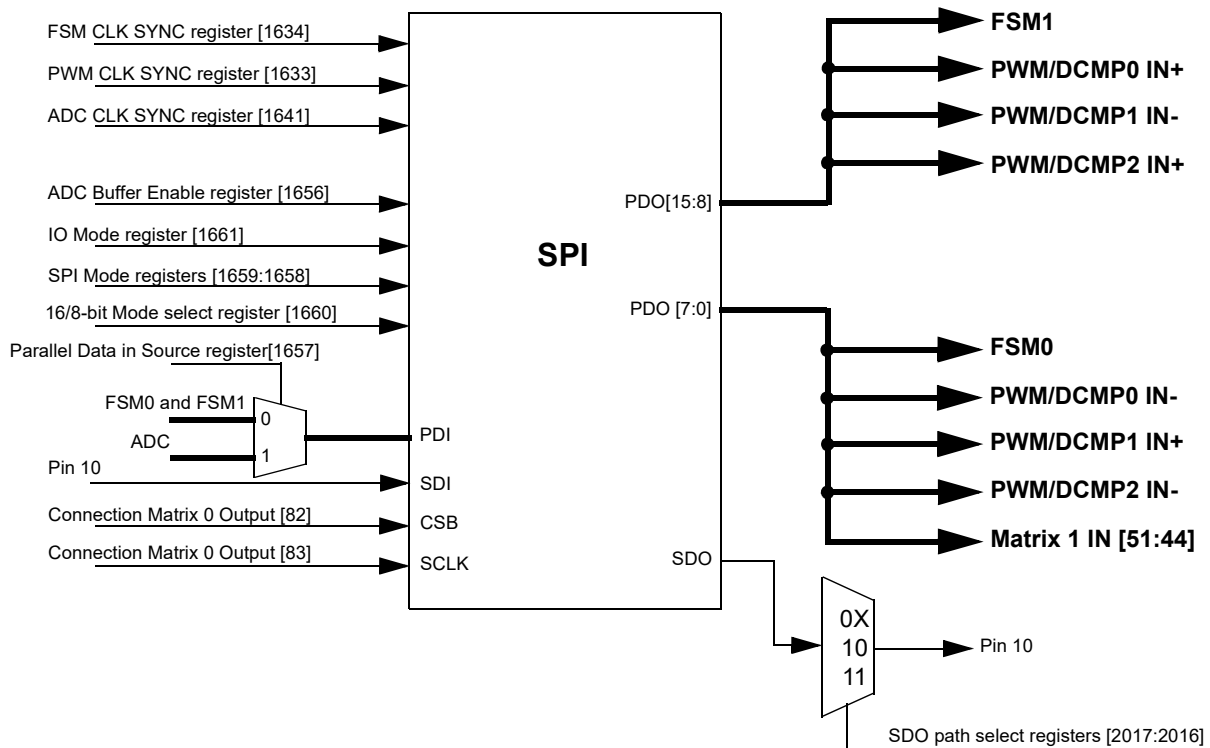 FSM CLK SYNC register [1634]
PWM CLK SYNC register [1633]
ADC CLK SYNC register [1641]
ADC Buffer Enable register [1656]
IO Mode register [1661]
SPI Mode registers [1659:1658]
16/8-bit Mode select register [1660]
Parallel Data in Source register[1657]
FSM0 and FSM1
0
ADC
1
Pin 10
Connection Matrix 0 Output [82]
Connection Matrix 0 Output [83]
PDI
SDI
CSB
SCLK
SPI
PDO[15:8]
PDO [7:0]
SDO
FSM1
PWM/DCMP0 IN+
PWM/DCMP1 IN-
PWM/DCMP2 IN+
FSM0
PWM/DCMP0 IN-
PWM/DCMP1 IN+
PWM/DCMP2 IN-
Matrix 1 IN [51:44]
0X
10
11
Pin 10
SDO path select registers [2017:2016]